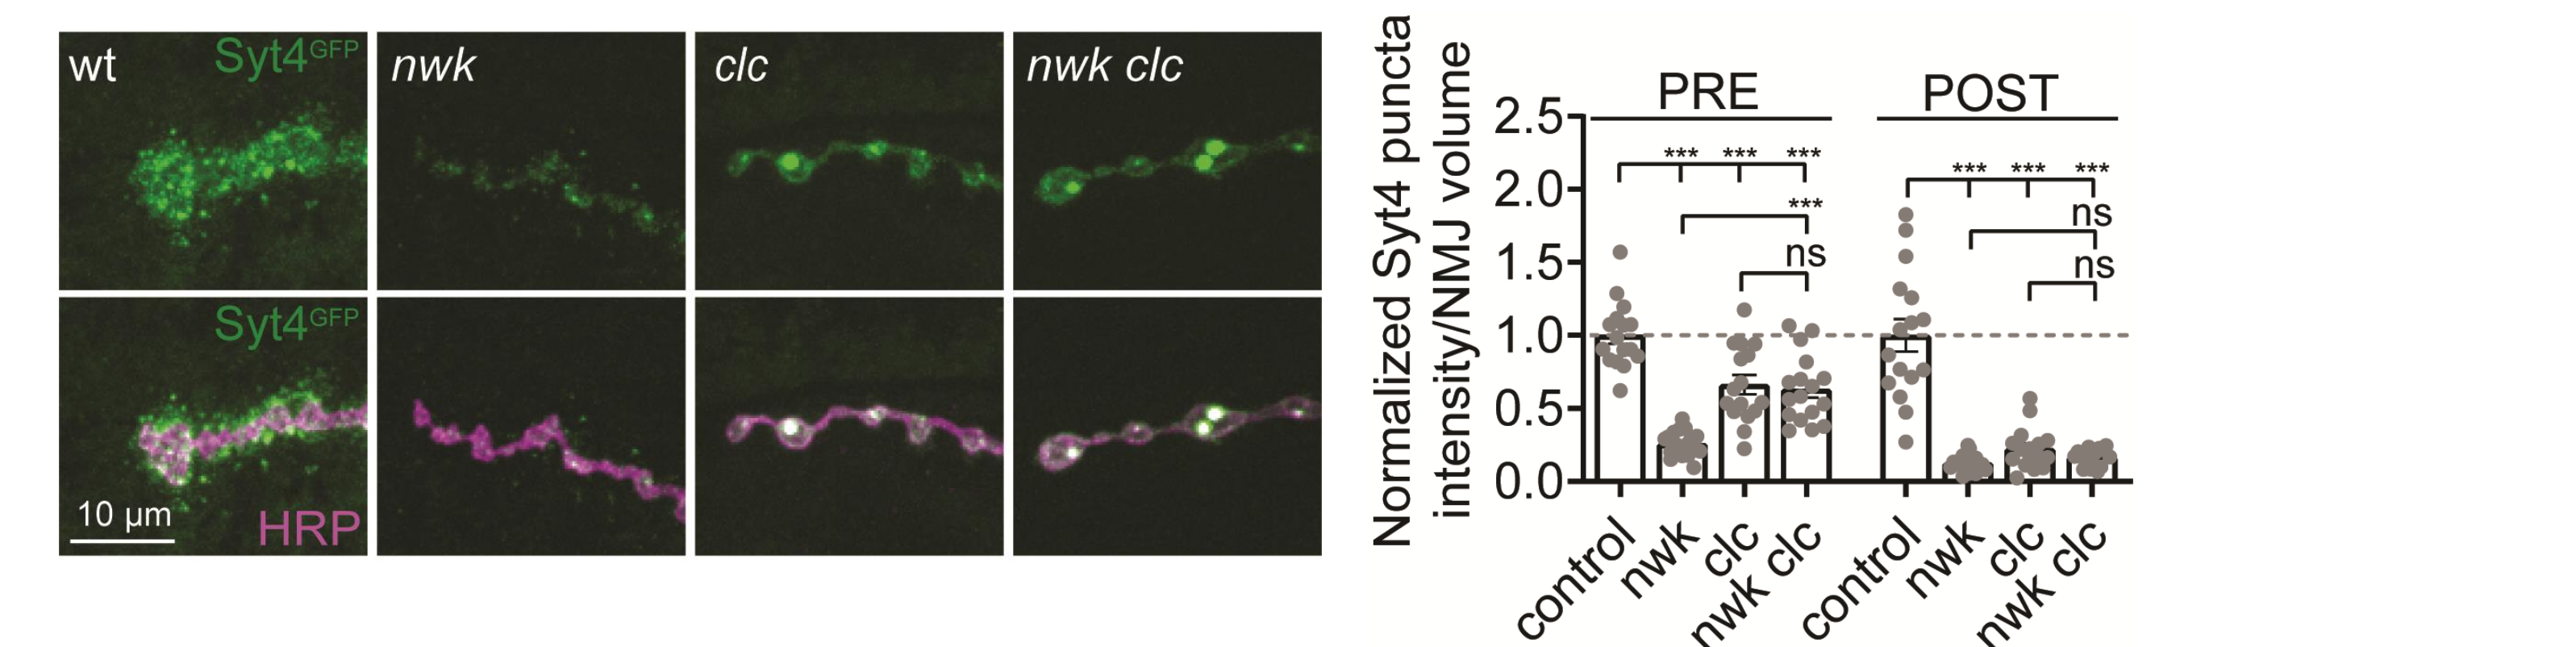 wt
Syt4GFP
nwk
clc
nwk clc
Syt4GFP
10 µm
HRP
Normalized Syt4 puncta
intensity/NMJ volume
PRE
POST
2.5
2.0
1.5
1.0
0.5
0.0
*** *** ***
***
ns
*** *** ***
ns
ns
control
nwk
clc
nwk clc
control
nwk
clc
nwk clc